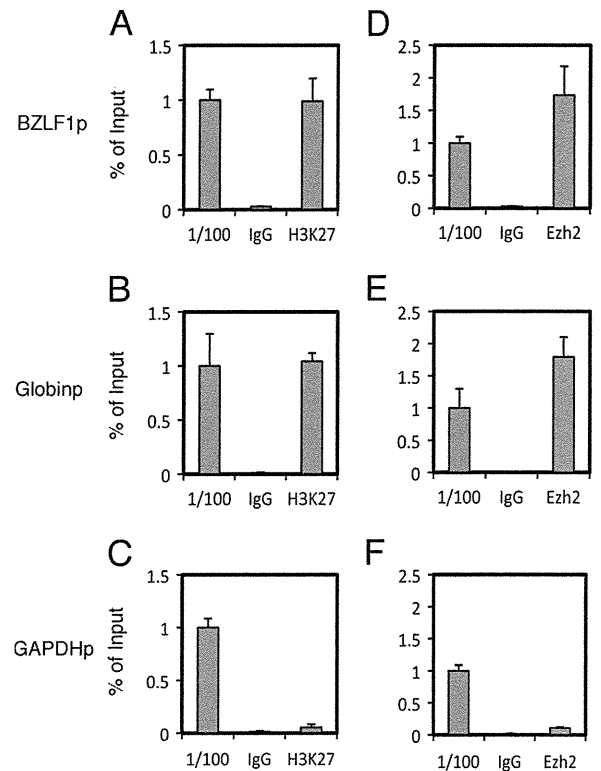 A
D
BZLF1p
% of Input
1.5
1
0.5
0
1/100 IgG H3K27
2.5
2
1.5
1
0.5
0
1/100 IgG Ezh2
B
E
Globinp
% of Input
1.5
1
0.5
0
1/100 IgG H3K27
2.5
2
1.5
1
0.5
0
1/100 IgG Ezh2
C
F
GAPDHp
% of Input
1.5
1
0.5
0
1/100 IgG H3K27
2.5
2
1.5
1
0.5
0
1/100 IgG Ezh2